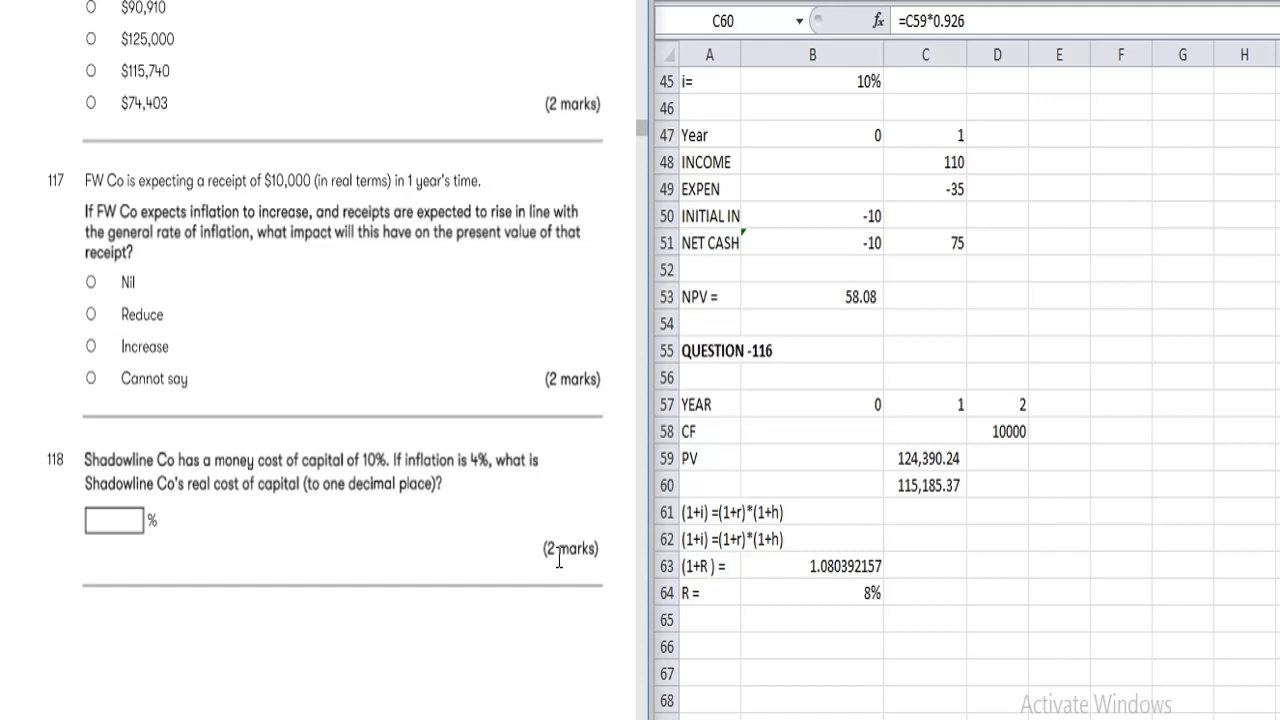 $90,910
$125,000
$115,740
$74,403 (2 marks)
117 FW Co is expecting a receipt of $10,000 (in real terms) in 1 year's time.
If FW Co expects inflation to increase, and receipts are expected to rise in line with
the general rate of inflation, what impact will this have on the present value of that
receipt?
Nil
Reduce
Increase
Cannot say (2 marks)
118 Shadowline Co has a money cost of capital of 10%. If inflation is 4%, what is
Shadowline Co's real cost of capital (to one decimal place)?
%
(2 marks)
C60 fx =C59*0.926
A B C D E F G H
45 i= 10%
46
47 Year 0 1
48 INCOME 110
49 EXPEN -35
50 INITIAL IN -10
51 NET CASH -10 75
52
53 NPV = 58.08
54
55 QUESTION -116
56
57 YEAR 0 1 2
58 CF 10000
59 PV 124,390.24
60 115,185.37
61 (1+i) =(1+r)*(1+h)
62 (1+i) =(1+r)*(1+h)
63 (1+R ) = 1.080392157
64 R = 8%
65
66
67
68
Activate Windows